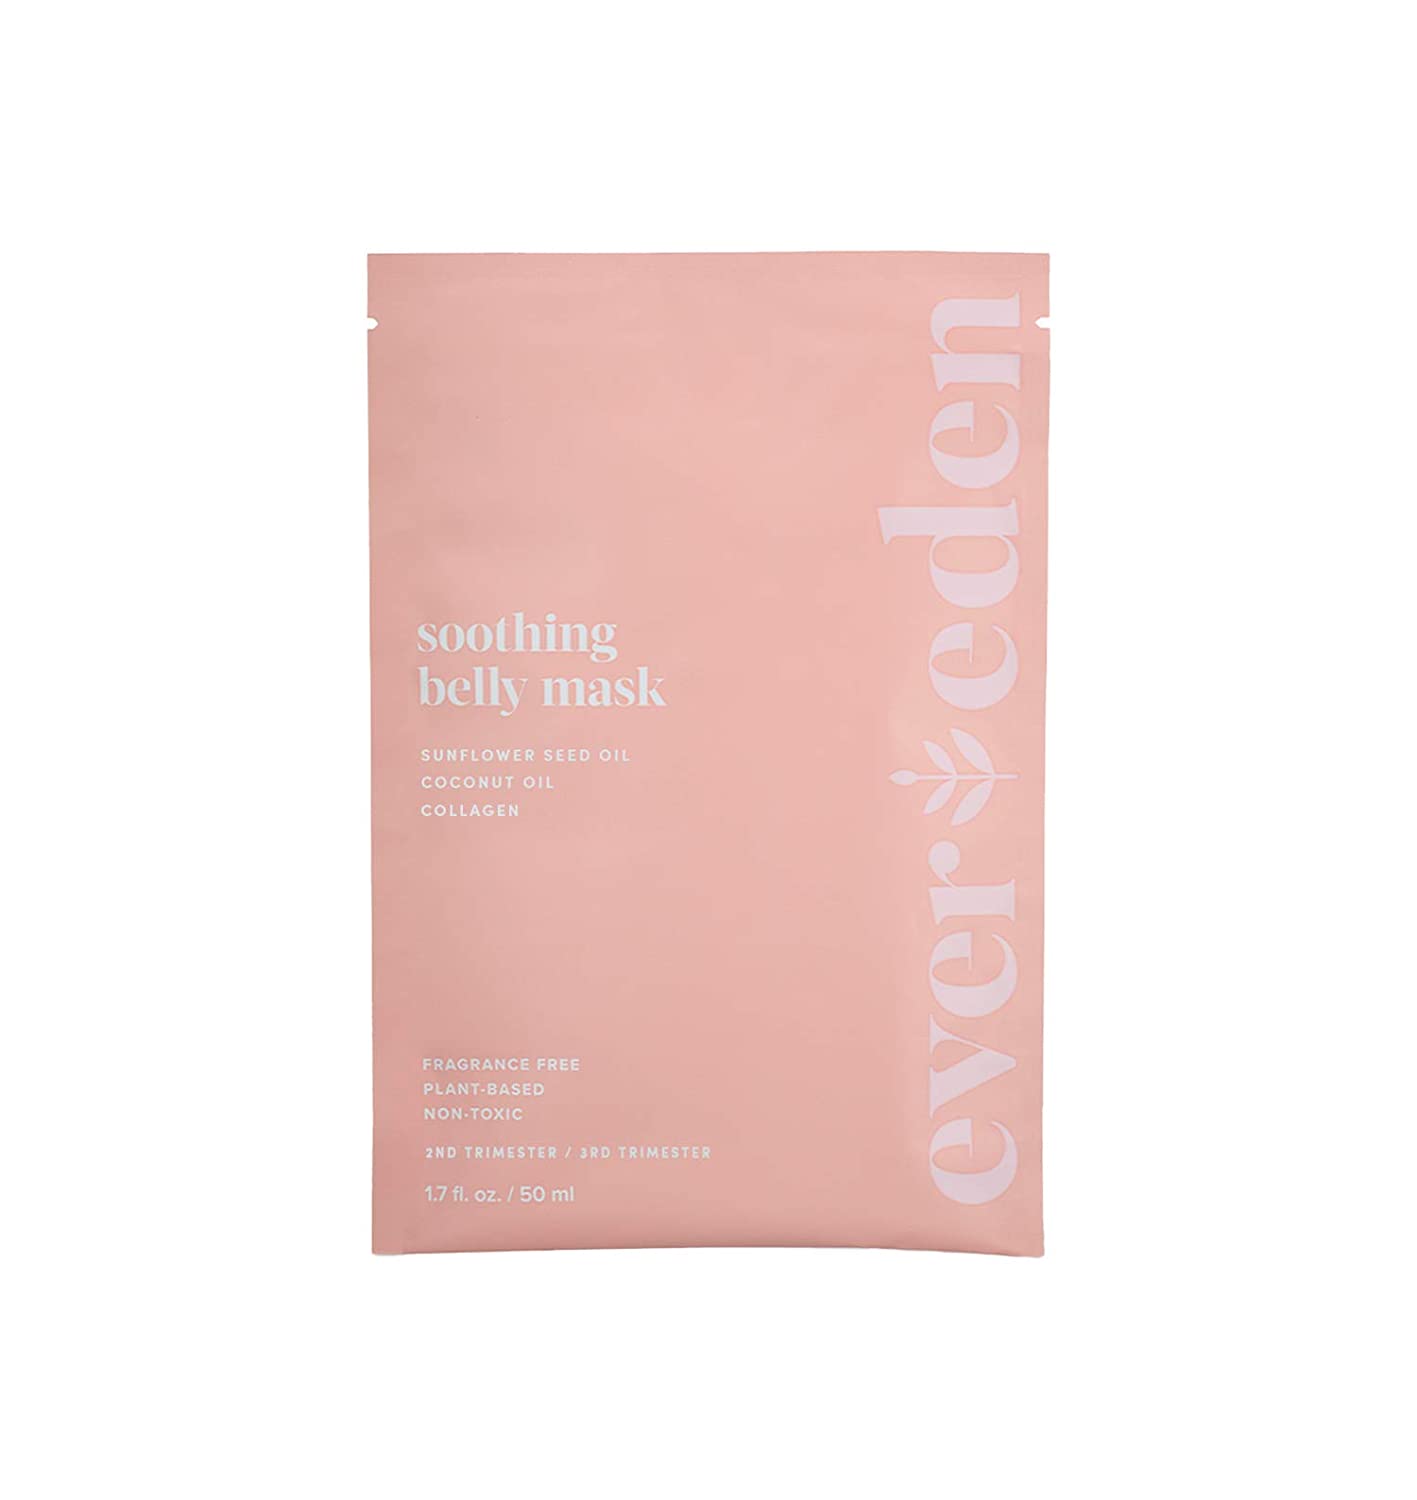 soothing
belly mask
SUNFLOWER SEED OIL
COCONUT OIL
COLLAGEN
FRAGRANCE FREE
PLANT-BASED
NON-TOXIC
2ND TRIMESTER / 3RD TRIMESTER
1.7 fl. oz. / 50 ml
ever eden